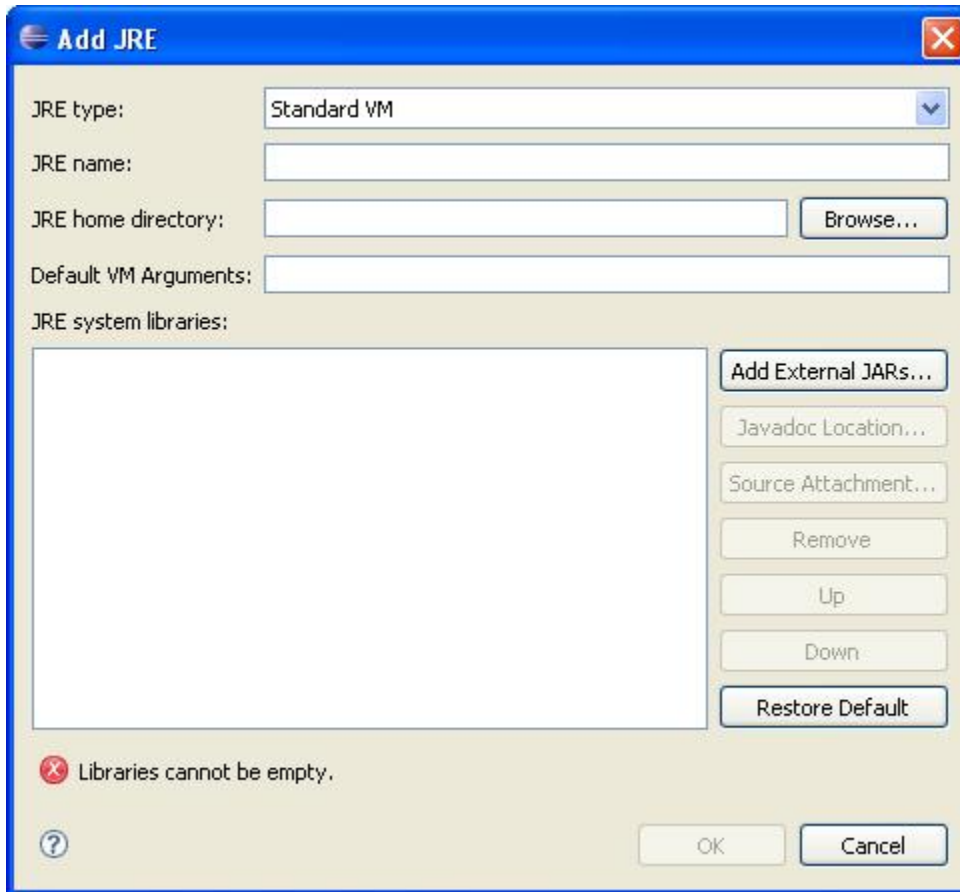 Add JRE
JRE type: Standard VM
JRE name:
JRE home directory: Browse...
Default VM Arguments:
JRE system libraries:
Add External JARs...
Javadoc Location...
Source Attachment...
Remove
Up
Down
Restore Default
Libraries cannot be empty.
? OK Cancel